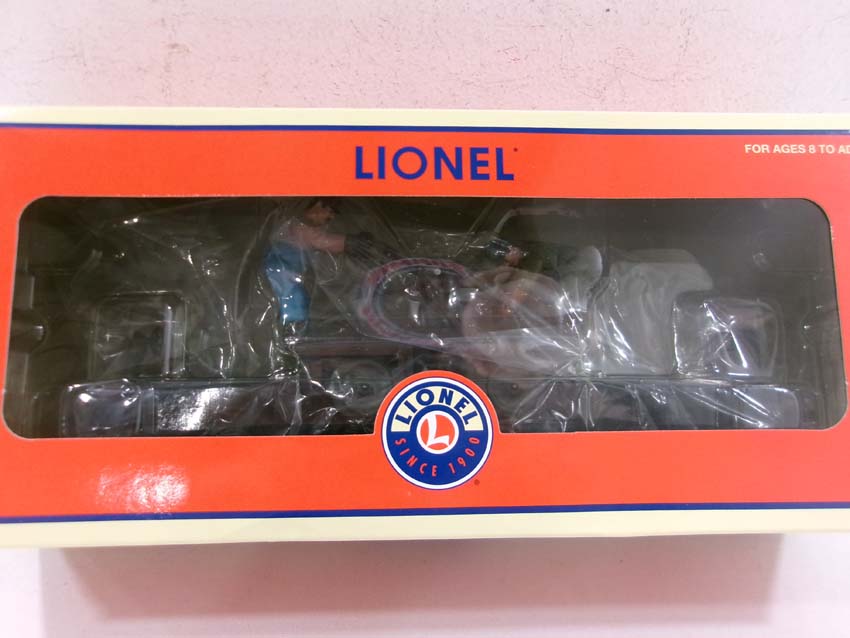 LIONEL
FOR AGES 8 TO AD
LIONEL
L
SINCE 1900